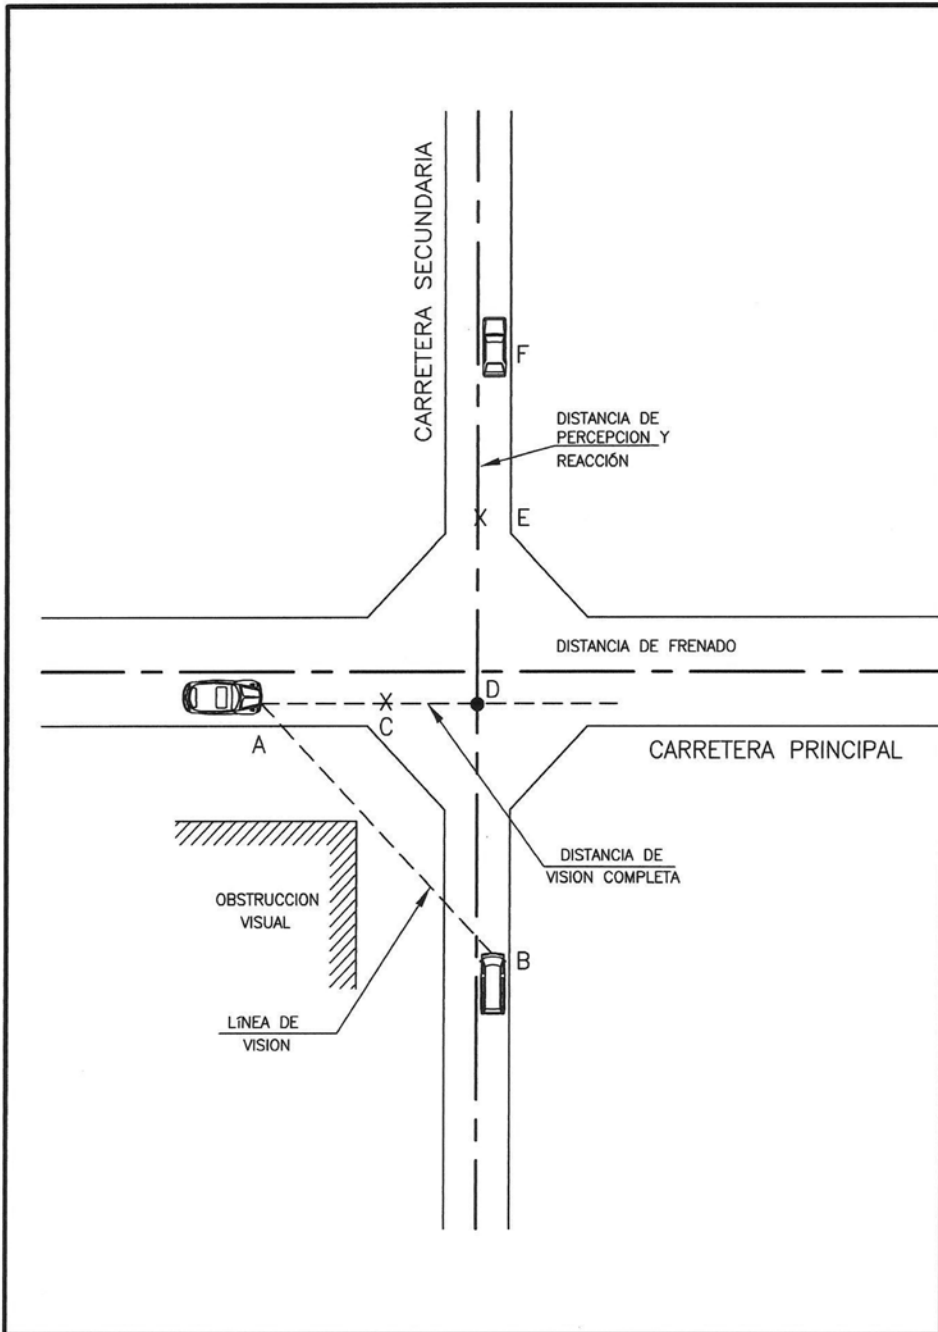 CARRETERA SECUNDARIA
F
DISTANCIA DE
PERCEPCION Y
REACCIÓN
X
E
DISTANCIA DE FRENADO
D
X
C
A
CARRETERA PRINCIPAL
DISTANCIA DE
VISION COMPLETA
OBSTRUCCION
VISUAL
B
LÍNEA DE
VISION